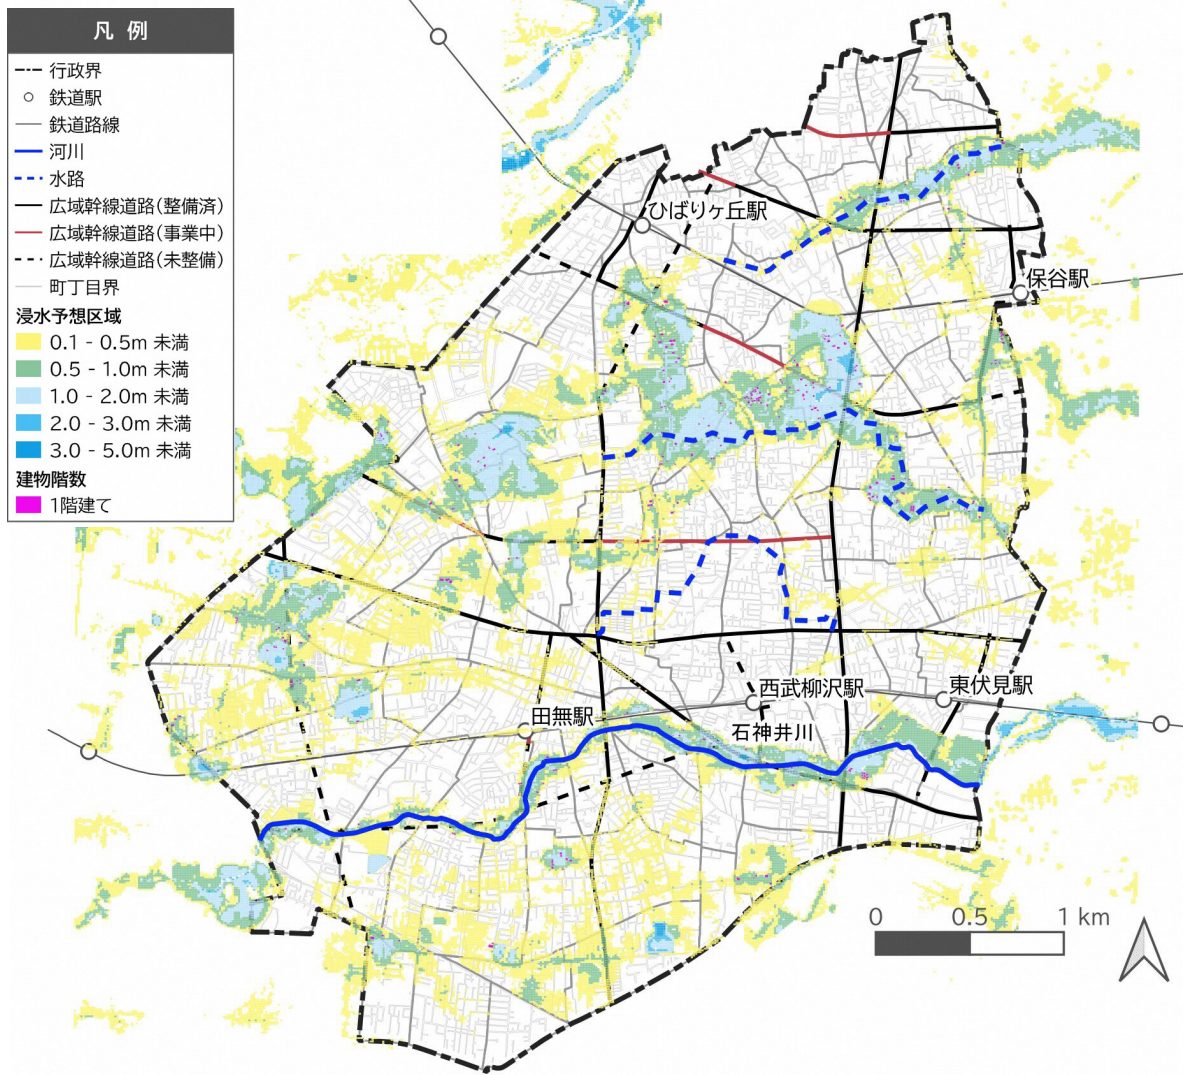 凡 例
行政界
鉄道駅
鉄道路線
河川
水路
広域幹線道路(整備済)
広域幹線道路(事業中)
広域幹線道路(未整備)
町丁目界
浸水予想区域
0.1 - 0.5m 未満
0.5 - 1.0m 未満
1.0 - 2.0m 未満
2.0 - 3.0m 未満
3.0 - 5.0m 未満
建物階数
1階建て
ひばりヶ丘駅
保谷駅
西武柳沢駅
東伏見駅
田無駅
石神井川
0 0.5 1 km